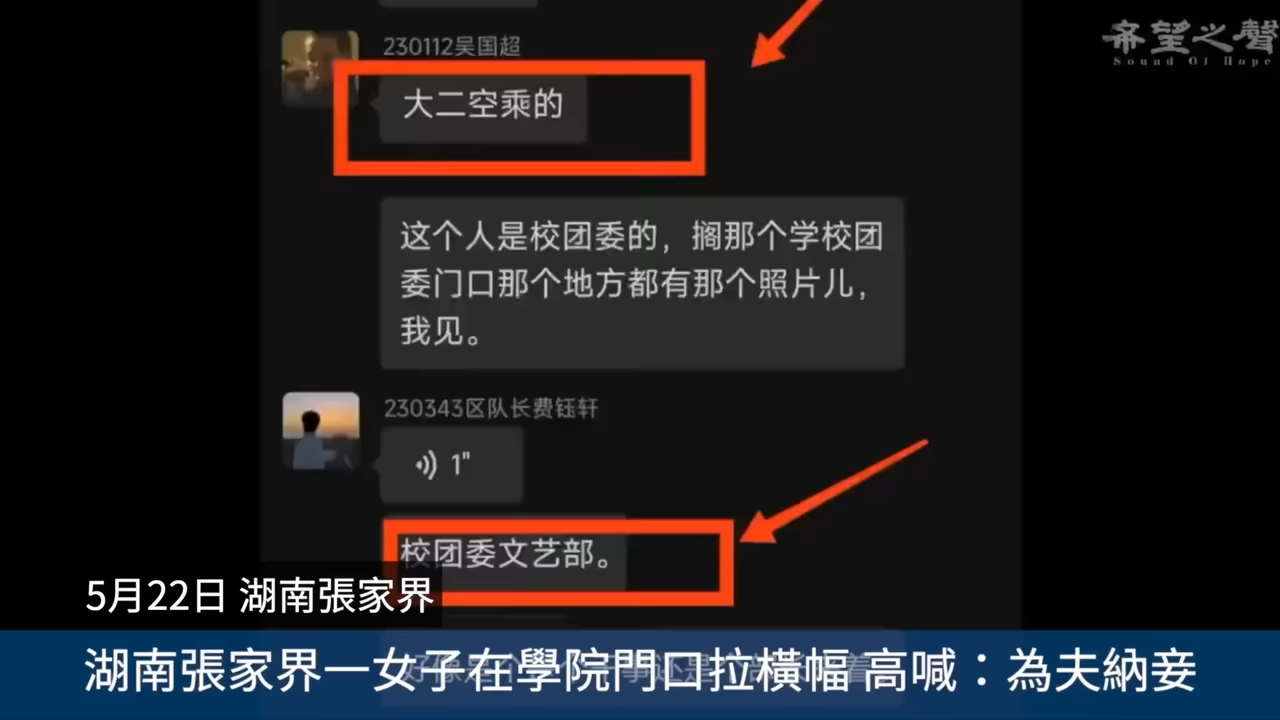 希望之聲
Sound Of Hope
230112吴国超
大二空乘的
这个人是校团委的，搁那个学校团
委门口那个地方都有那个照片儿，
我见。
230343区队长费钰轩
1"
校团委文艺部。
5月22日 湖南張家界
湖南張家界一女子在學院門口拉橫幅 高喊：為夫納妾